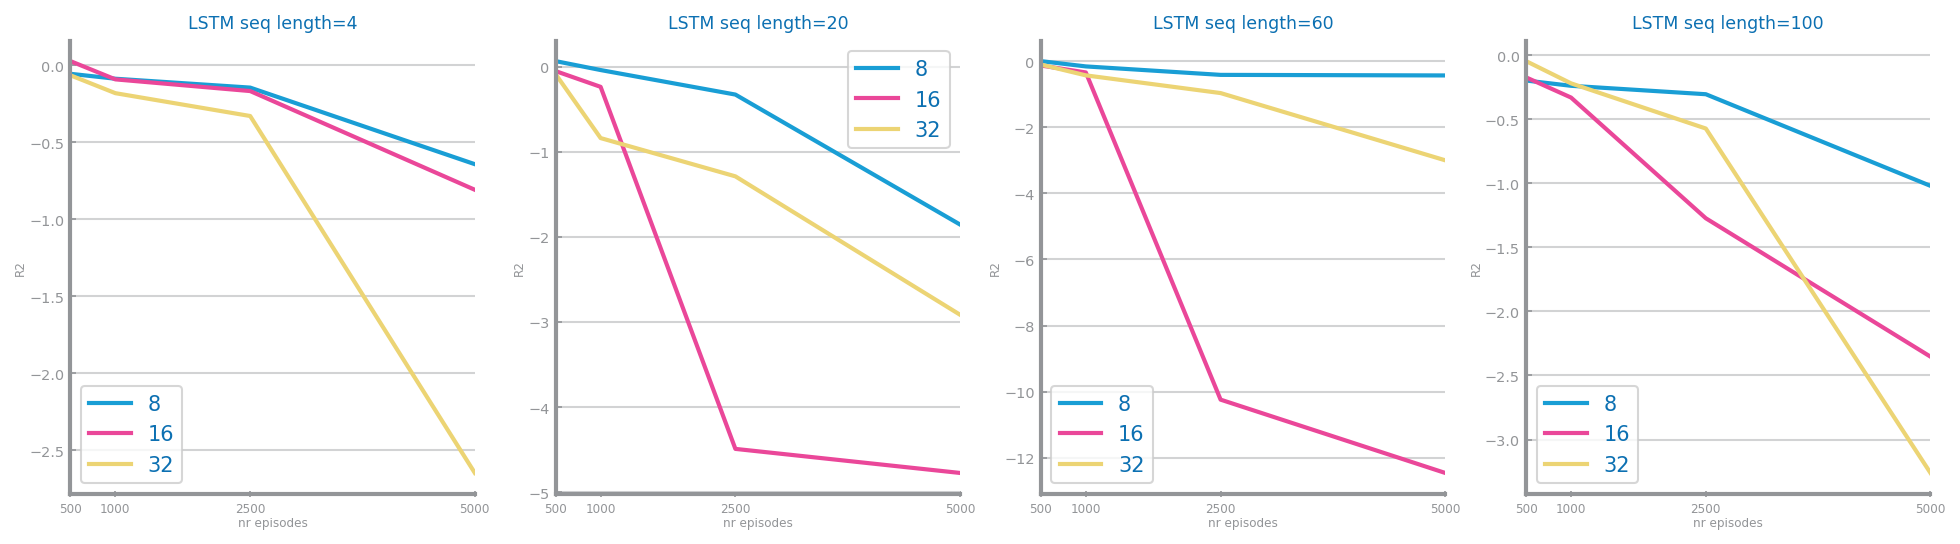 LSTM seq length=4
0.0
−0.5
−1.0
−1.5
−2.0
−2.5
R2
8
16
32
500 1000 2500 5000
nr episodes
LSTM seq length=20
0
−1
−2
−3
−4
−5
R2
8
16
32
500 1000 2500 5000
nr episodes
LSTM seq length=60
0
−2
−4
−6
−8
−10
−12
R2
8
16
32
500 1000 2500 5000
nr episodes
LSTM seq length=100
0.0
−0.5
−1.0
−1.5
−2.0
−2.5
−3.0
R2
8
16
32
500 1000 2500 5000
nr episodes